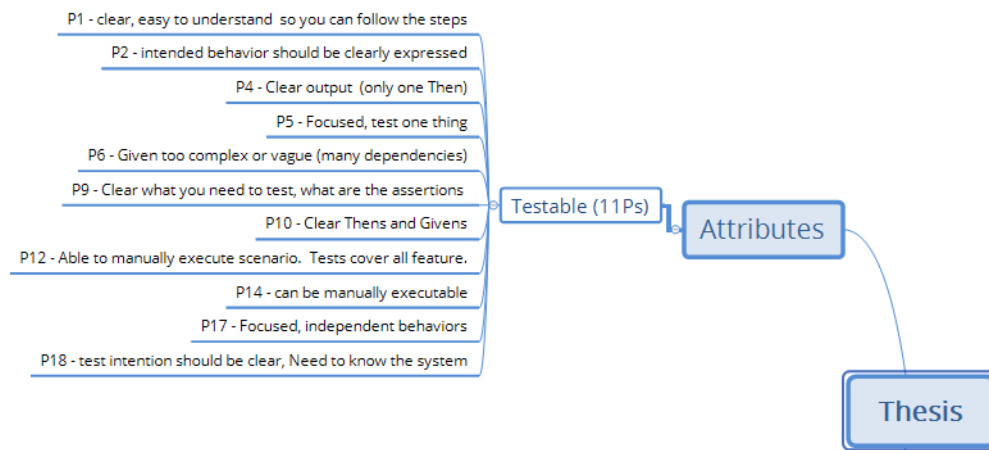 P1 - clear, easy to understand so you can follow the steps
P2 - intended behavior should be clearly expressed
P4 - Clear output (only one Then)
P5 - Focused, test one thing
P6 - Given too complex or vague (many dependencies)
P9 - Clear what you need to test, what are the assertions
P10 - Clear Thens and Givens
P12 - Able to manually execute scenario. Tests cover all feature.
P14 - can be manually executable
P17 - Focused, independent behaviors
P18 - test intention should be clear, Need to know the system
Testable (11Ps)
Attributes
Thesis